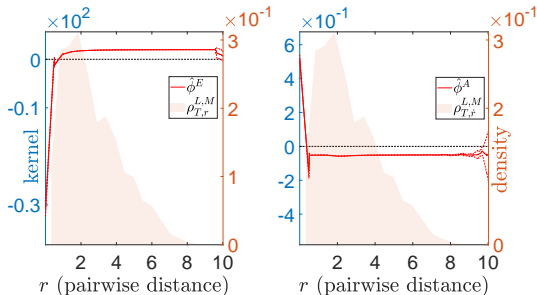 ×10² ×10⁻¹
0
-0.1
-0.3
kernel
3
2
1
0
φ̂^E
ρ_{T,r}^{L,M}
0 2 4 6 8 10
r (pairwise distance)
×10⁻¹ ×10⁻¹
6
4
2
0
-2
-4
3
2
1
0
density
φ̂^A
ρ_{T,ṙ}^{L,M}
0 2 4 6 8 10
r (pairwise distance)